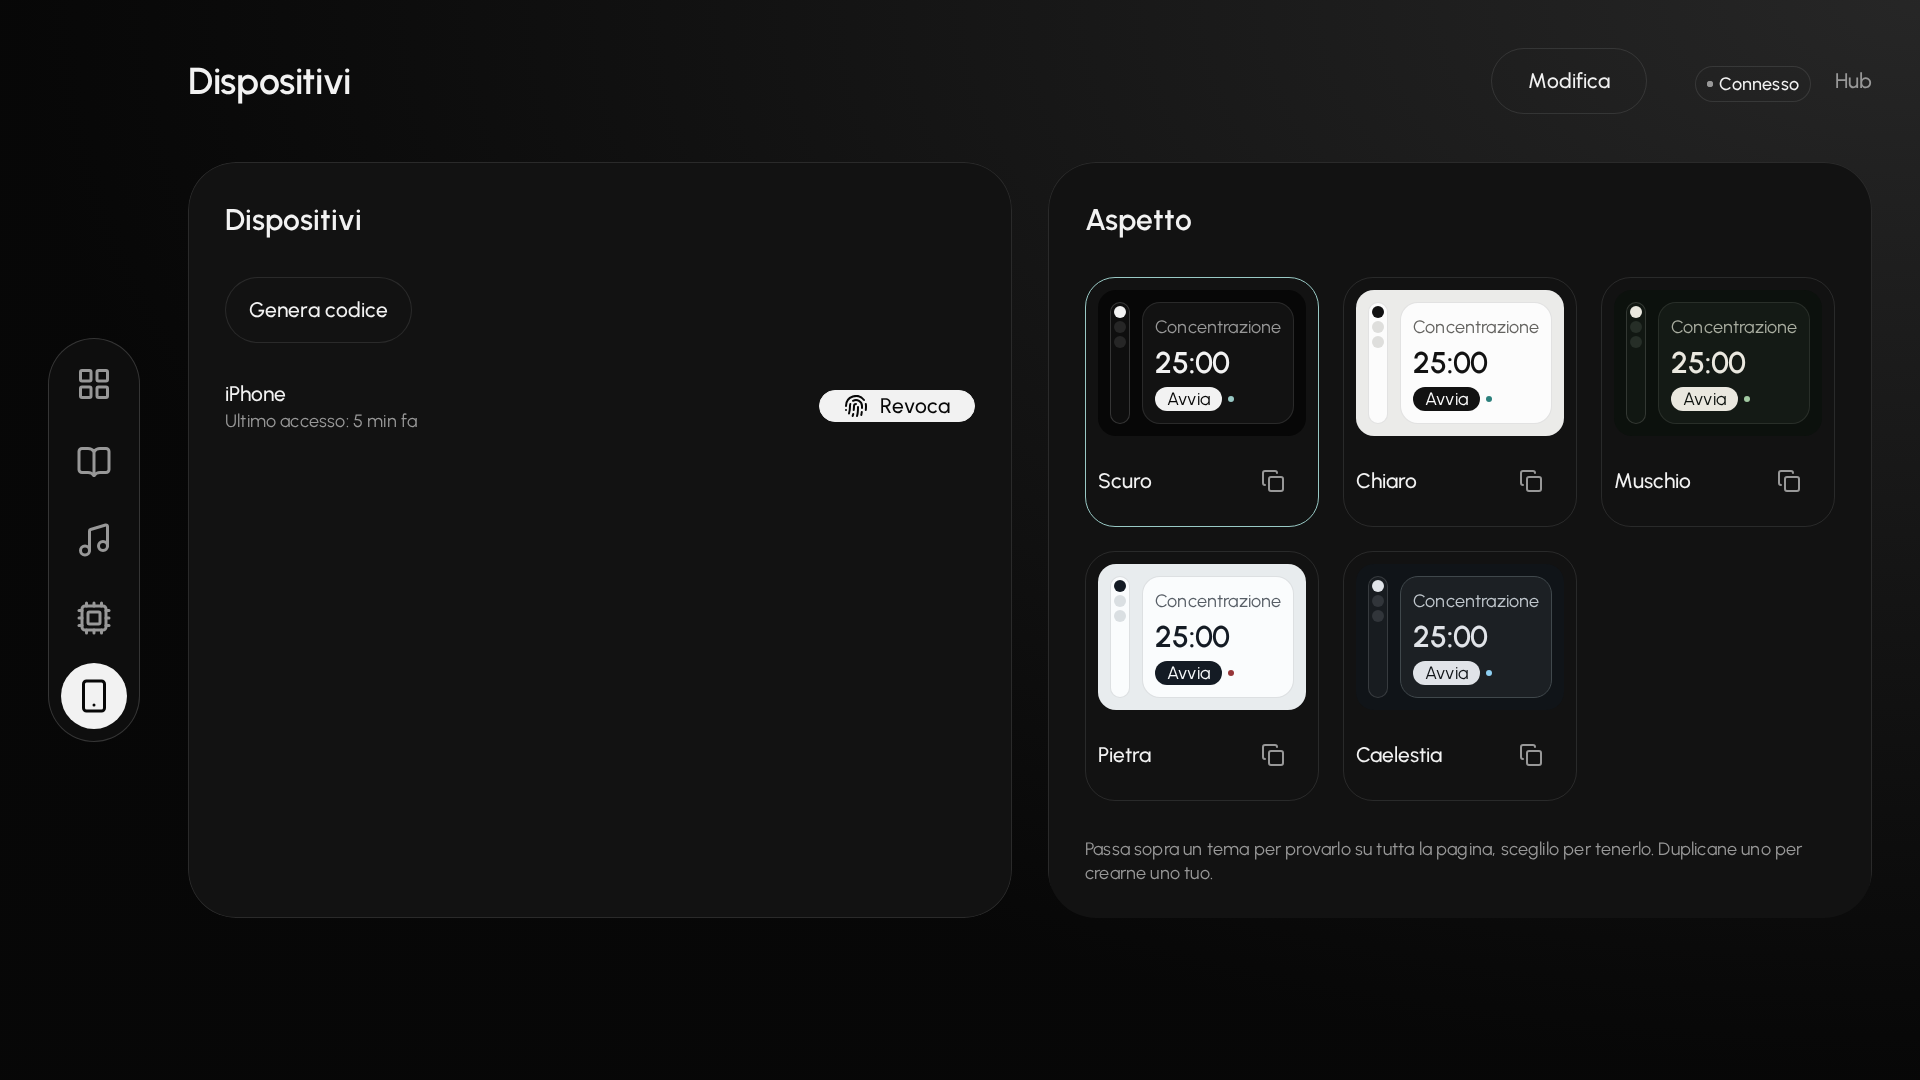 Dispositivi
Modifica
Connesso
Hub
Dispositivi
Genera codice
iPhone
Ultimo accesso: 5 min fa
Revoca
Aspetto
Concentrazione
25:00
Avvia
Scuro
Concentrazione
25:00
Avvia
Chiaro
Concentrazione
25:00
Avvia
Muschio
Concentrazione
25:00
Avvia
Pietra
Concentrazione
25:00
Avvia
Caelestia
Passa sopra un tema per provarlo su tutta la pagina, sceglilo per tenerlo. Duplicane uno per
crearne uno tuo.